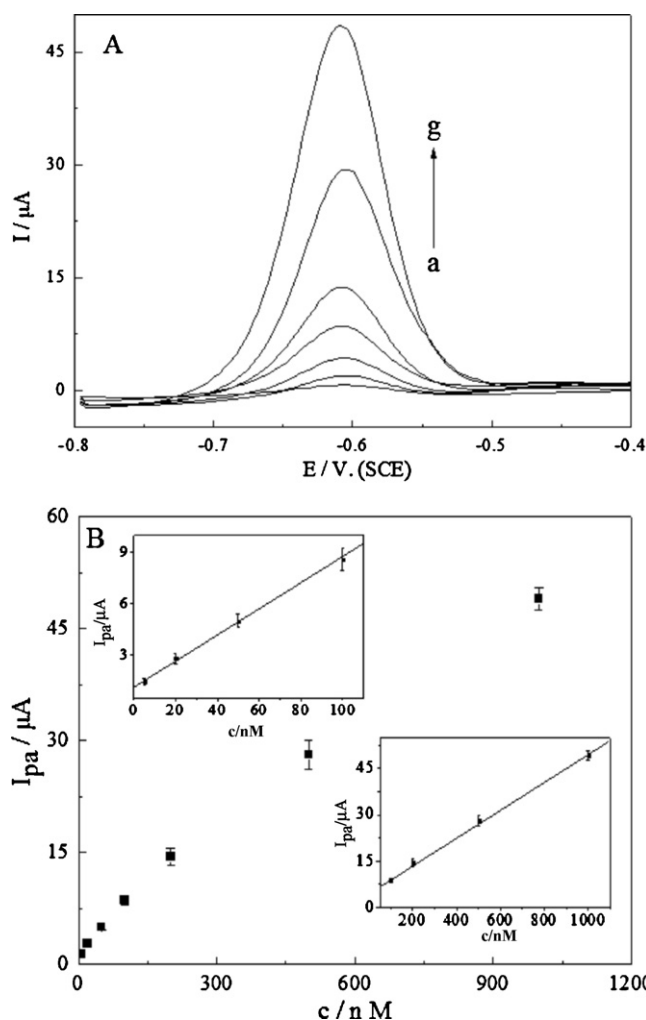 A
45
30
15
0
I / μA
g
a
-0.8 -0.7 -0.6 -0.5 -0.4
E / V. (SCE)
B
60
45
30
15
0
Ipa / μA
0 300 600 900 1200
c / n M
9
6
3
Ipa/μA
0 20 40 60 80 100
c/nM
45
30
15
0
Ipa/μA
200 400 600 800 1000
c/nM